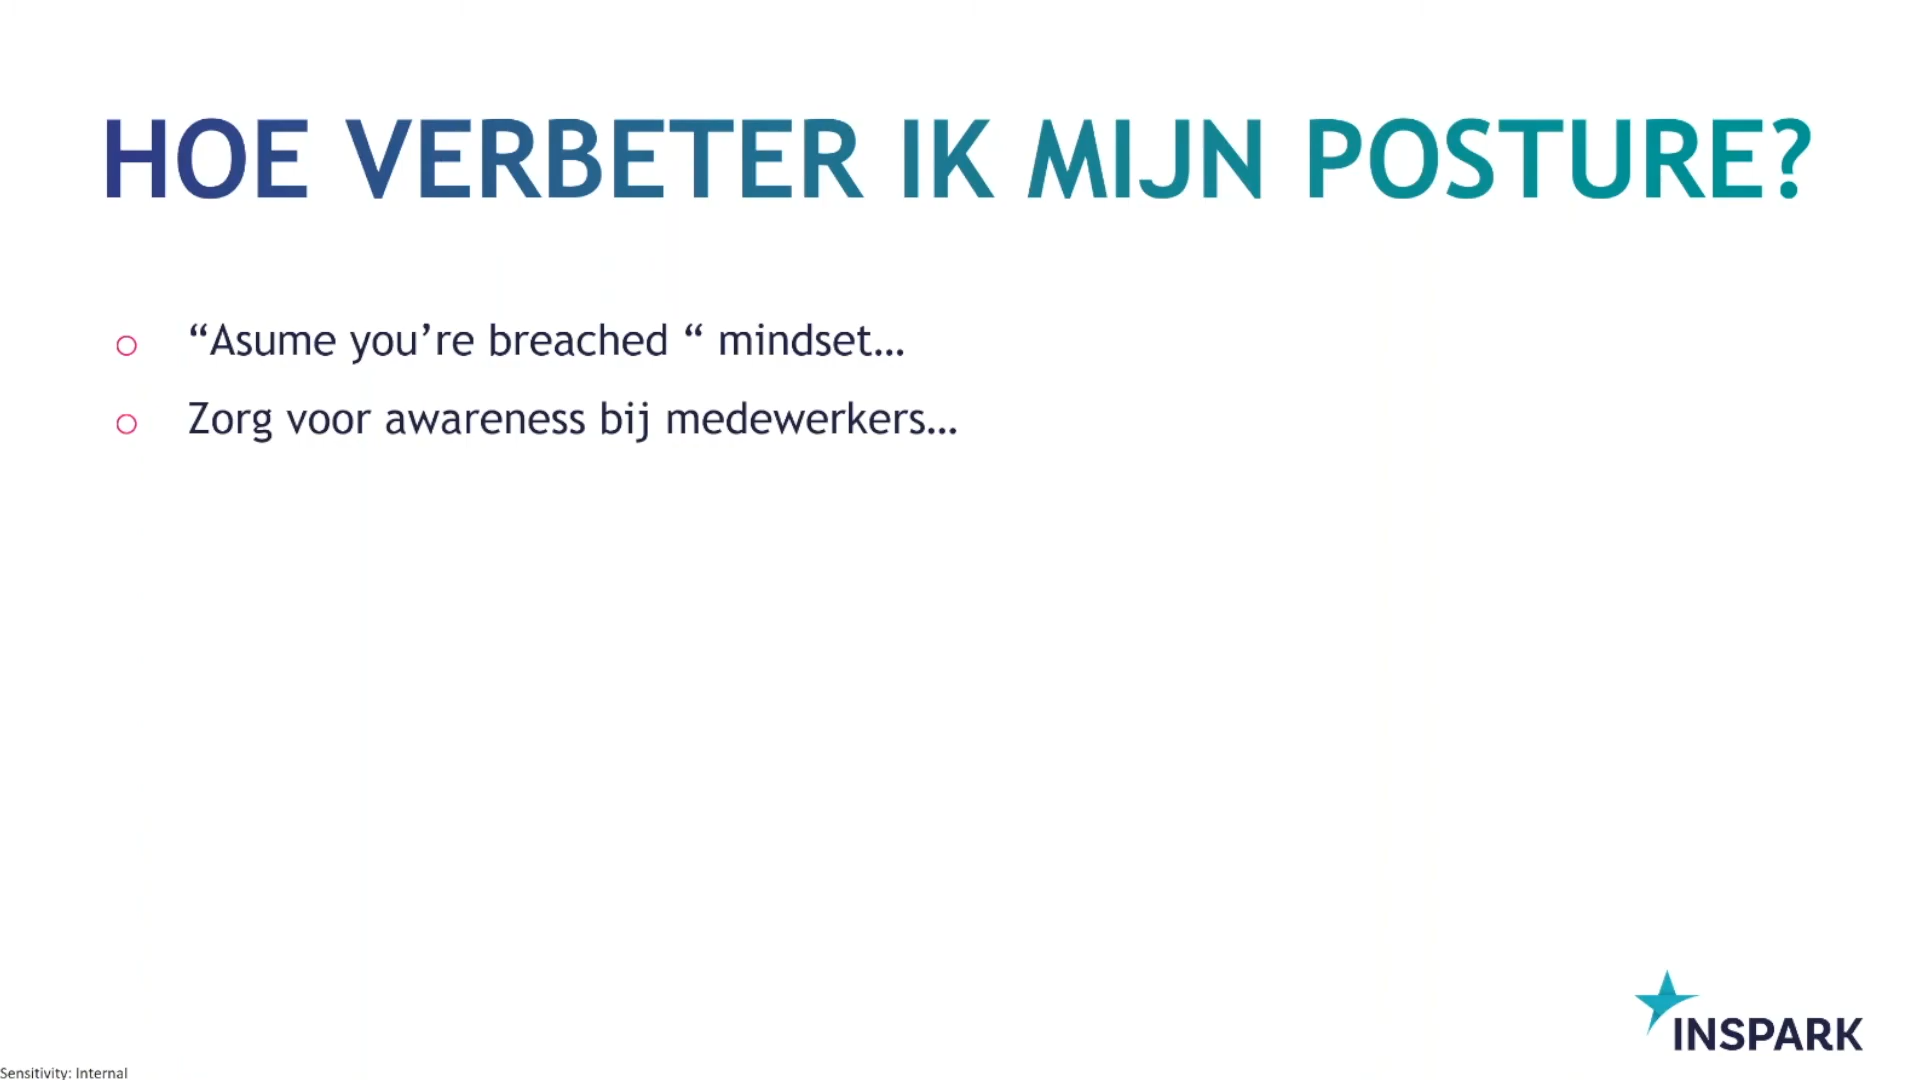 HOE VERBETER IK MIJN POSTURE?
“Asume you’re breached “ mindset…
Zorg voor awareness bij medewerkers…
INSPARK
Sensitivity: Internal